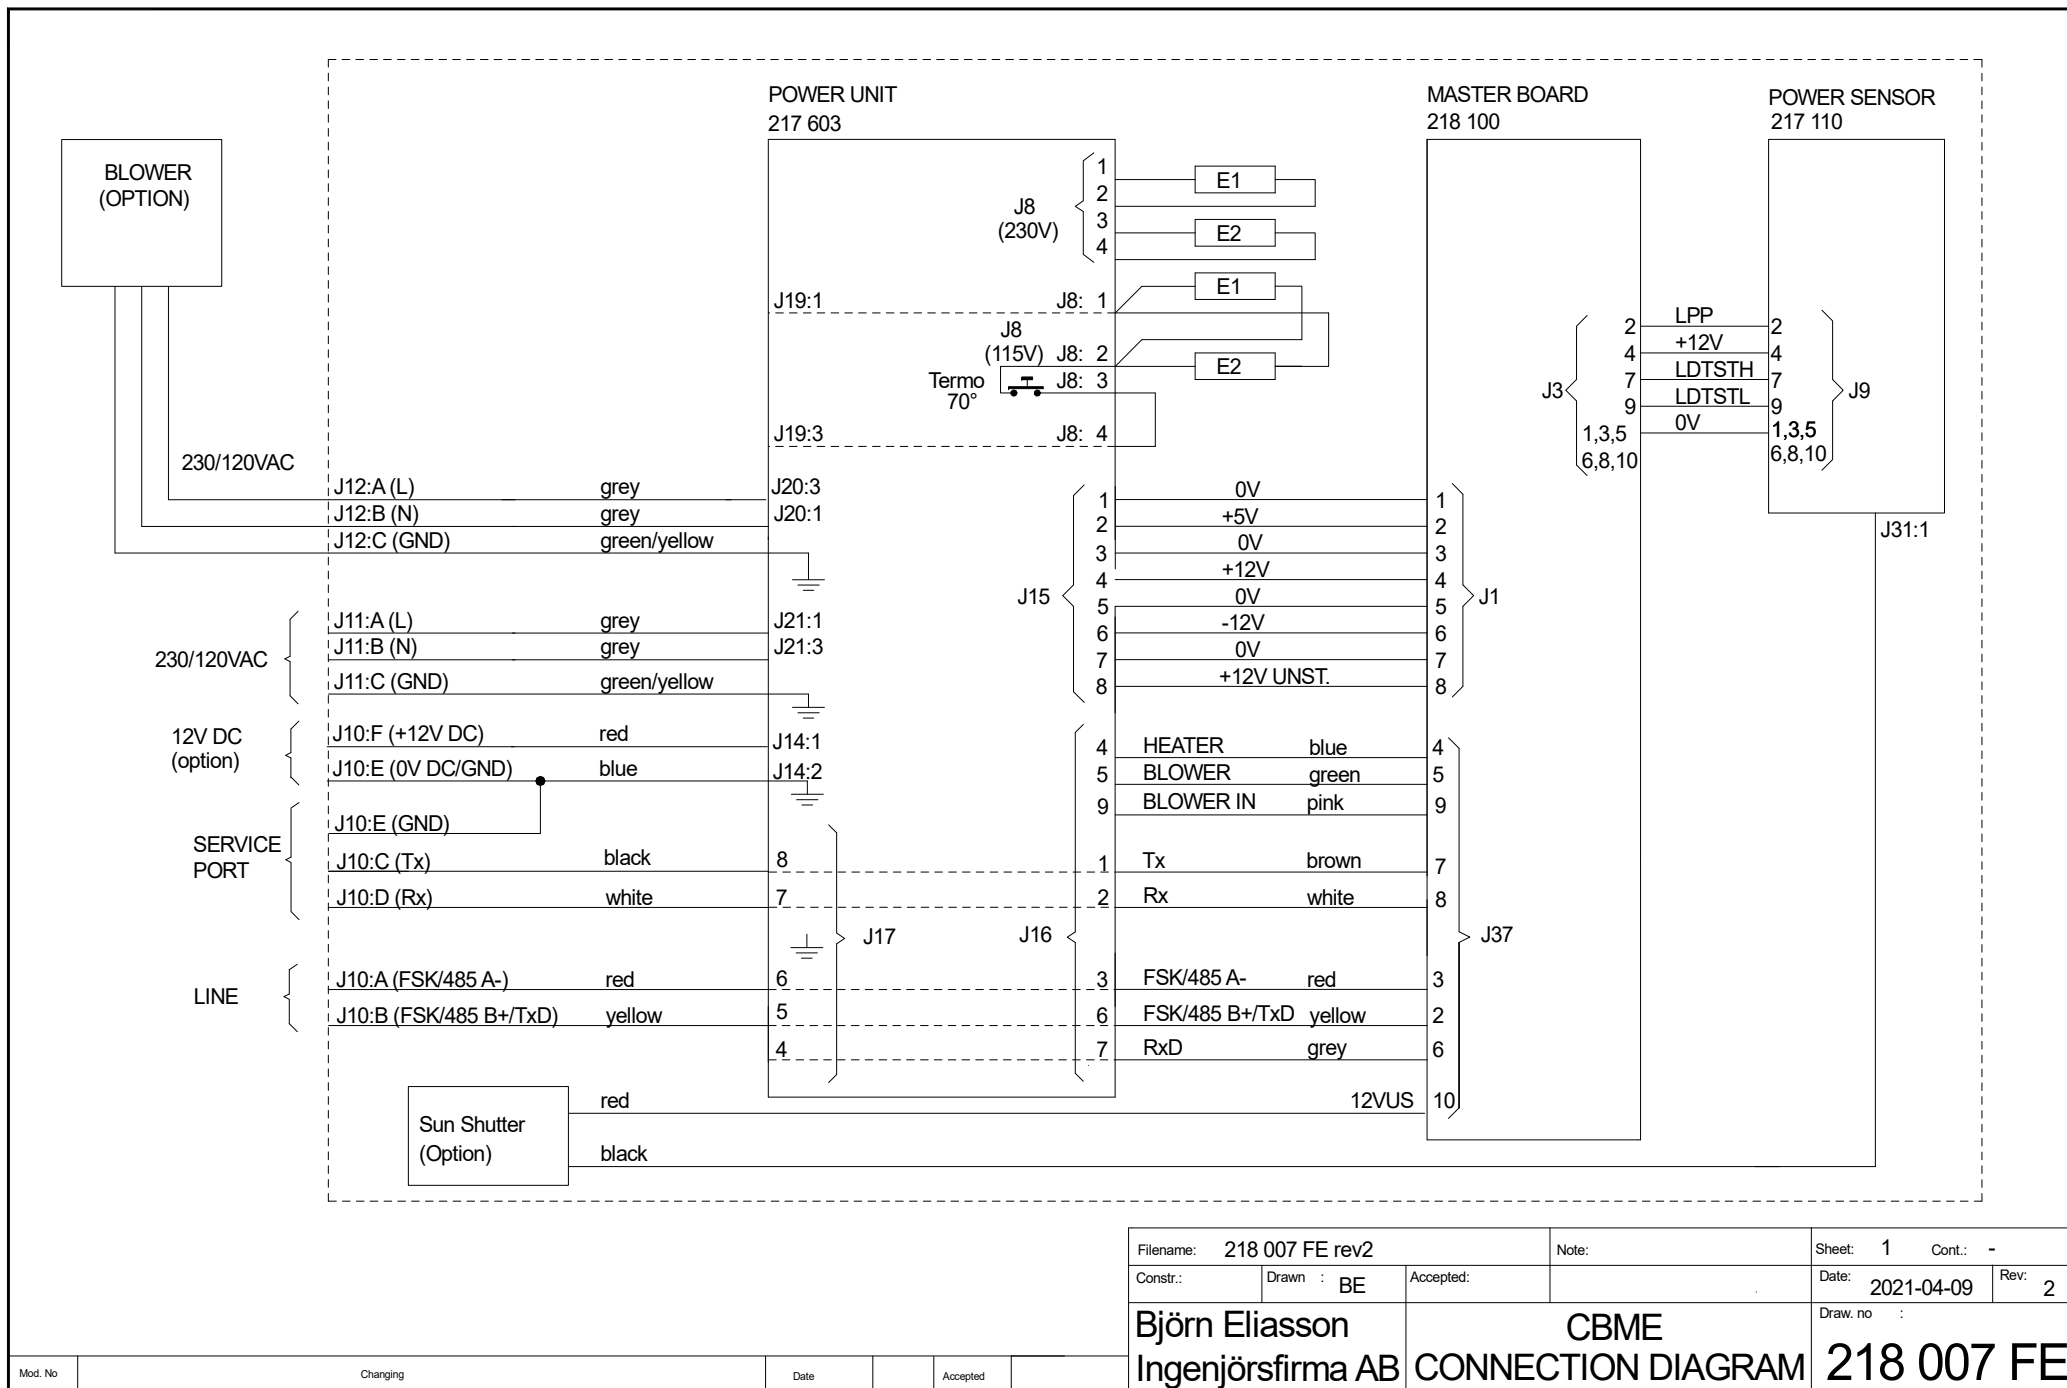 POWER UNIT
217 603
MASTER BOARD
218 100
POWER SENSOR
217 110
BLOWER
(OPTION)
J8
(230V)
1
2
3
4
E1
E2
E1
E2
J19:1
J8: 1
J8
(115V)
J8: 2
Termo
70°
J8: 3
J19:3
J8: 4
J3
2 LPP 2
4 +12V 4
7 LDTSTH 7
9 LDTSTL 9
1,3,5 0V 1,3,5
6,8,10 6,8,10
J9
J31:1
230/120VAC
J12:A (L) grey J20:3
J12:B (N) grey J20:1
J12:C (GND) green/yellow
230/120VAC
J11:A (L) grey J21:1
J11:B (N) grey J21:3
J11:C (GND) green/yellow
J15
1 0V 1
2 +5V 2
3 0V 3
4 +12V 4
5 0V 5
6 -12V 6
7 0V 7
8 +12V UNST. 8
J1
12V DC
(option)
J10:F (+12V DC) red J14:1
J10:E (0V DC/GND) blue J14:2
SERVICE
PORT
J10:E (GND)
J10:C (Tx) black 8
J10:D (Rx) white 7
J17
LINE
J10:A (FSK/485 A-) red 6
J10:B (FSK/485 B+/TxD) yellow 5
4
J16
4 HEATER blue 4
5 BLOWER green 5
9 BLOWER IN pink 9
1 Tx brown 7
2 Rx white 8
3 FSK/485 A- red 3
6 FSK/485 B+/TxD yellow 2
7 RxD grey 6
J37
12VUS 10
Sun Shutter
(Option)
red
black
Filename: 218 007 FE rev2
Note:
Sheet: 1 Cont.: -
Constr.:
Drawn : BE
Accepted:
Date: 2021-04-09
Rev: 2
Björn Eliasson
Ingenjörsfirma AB
CBME
CONNECTION DIAGRAM
Draw. no :
218 007 FE
Mod. No
Changing
Date
Accepted